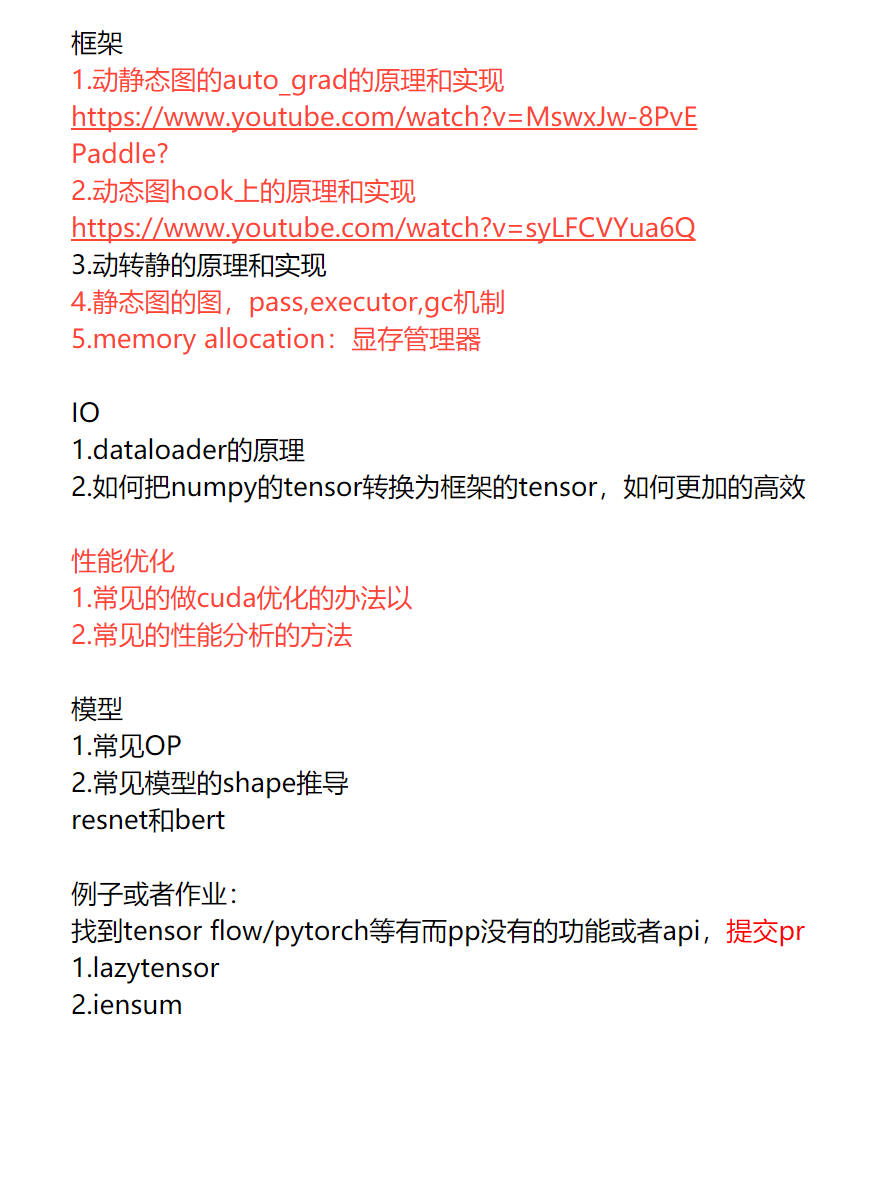 框架
1.动静态图的auto_grad的原理和实现
https://www.youtube.com/watch?v=MswxJw-8PvE
Paddle?
2.动态图hook上的原理和实现
https://www.youtube.com/watch?v=syLFCVYua6Q
3.动转静的原理和实现
4.静态图的图，pass,executor,gc机制
5.memory allocation：显存管理器
IO
1.dataloader的原理
2.如何把numpy的tensor转换为框架的tensor，如何更加的高效
性能优化
1.常见的做cuda优化的办法以
2.常见的性能分析的方法
模型
1.常见OP
2.常见模型的shape推导
resnet和bert
例子或者作业：
找到tensor flow/pytorch等有而pp没有的功能或者api，提交pr
1.lazytensor
2.iensum